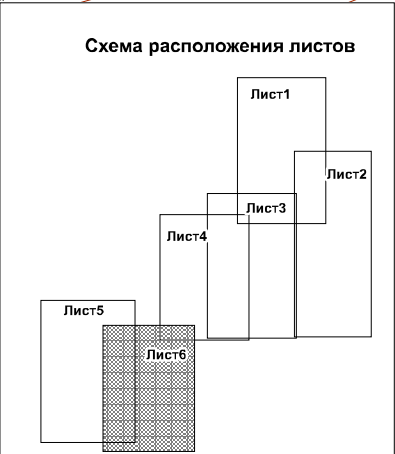 Схема расположения листов
Лист1
Лист2
Лист3
Лист4
Лист5
Лист6